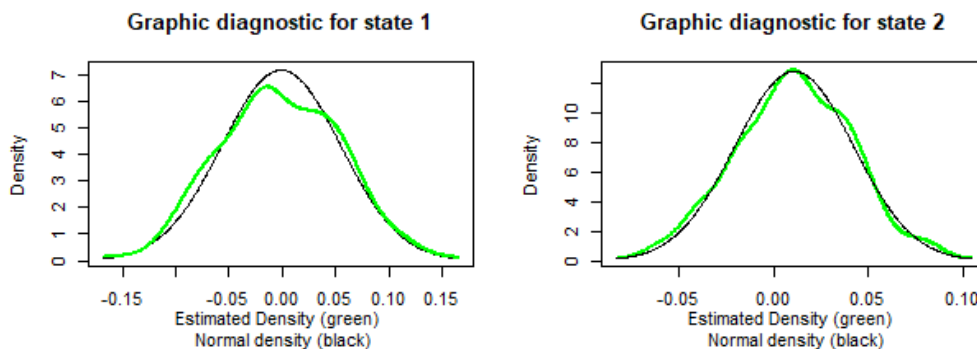 Graphic diagnostic for state 1
Density
0 1 2 3 4 5 6 7
-0.15 -0.05 0.00 0.05 0.10 0.15
Estimated Density (green)
Normal density (black)
Graphic diagnostic for state 2
Density
0 2 4 6 8 10
-0.05 0.00 0.05 0.10
Estimated Density (green)
Normal density (black)